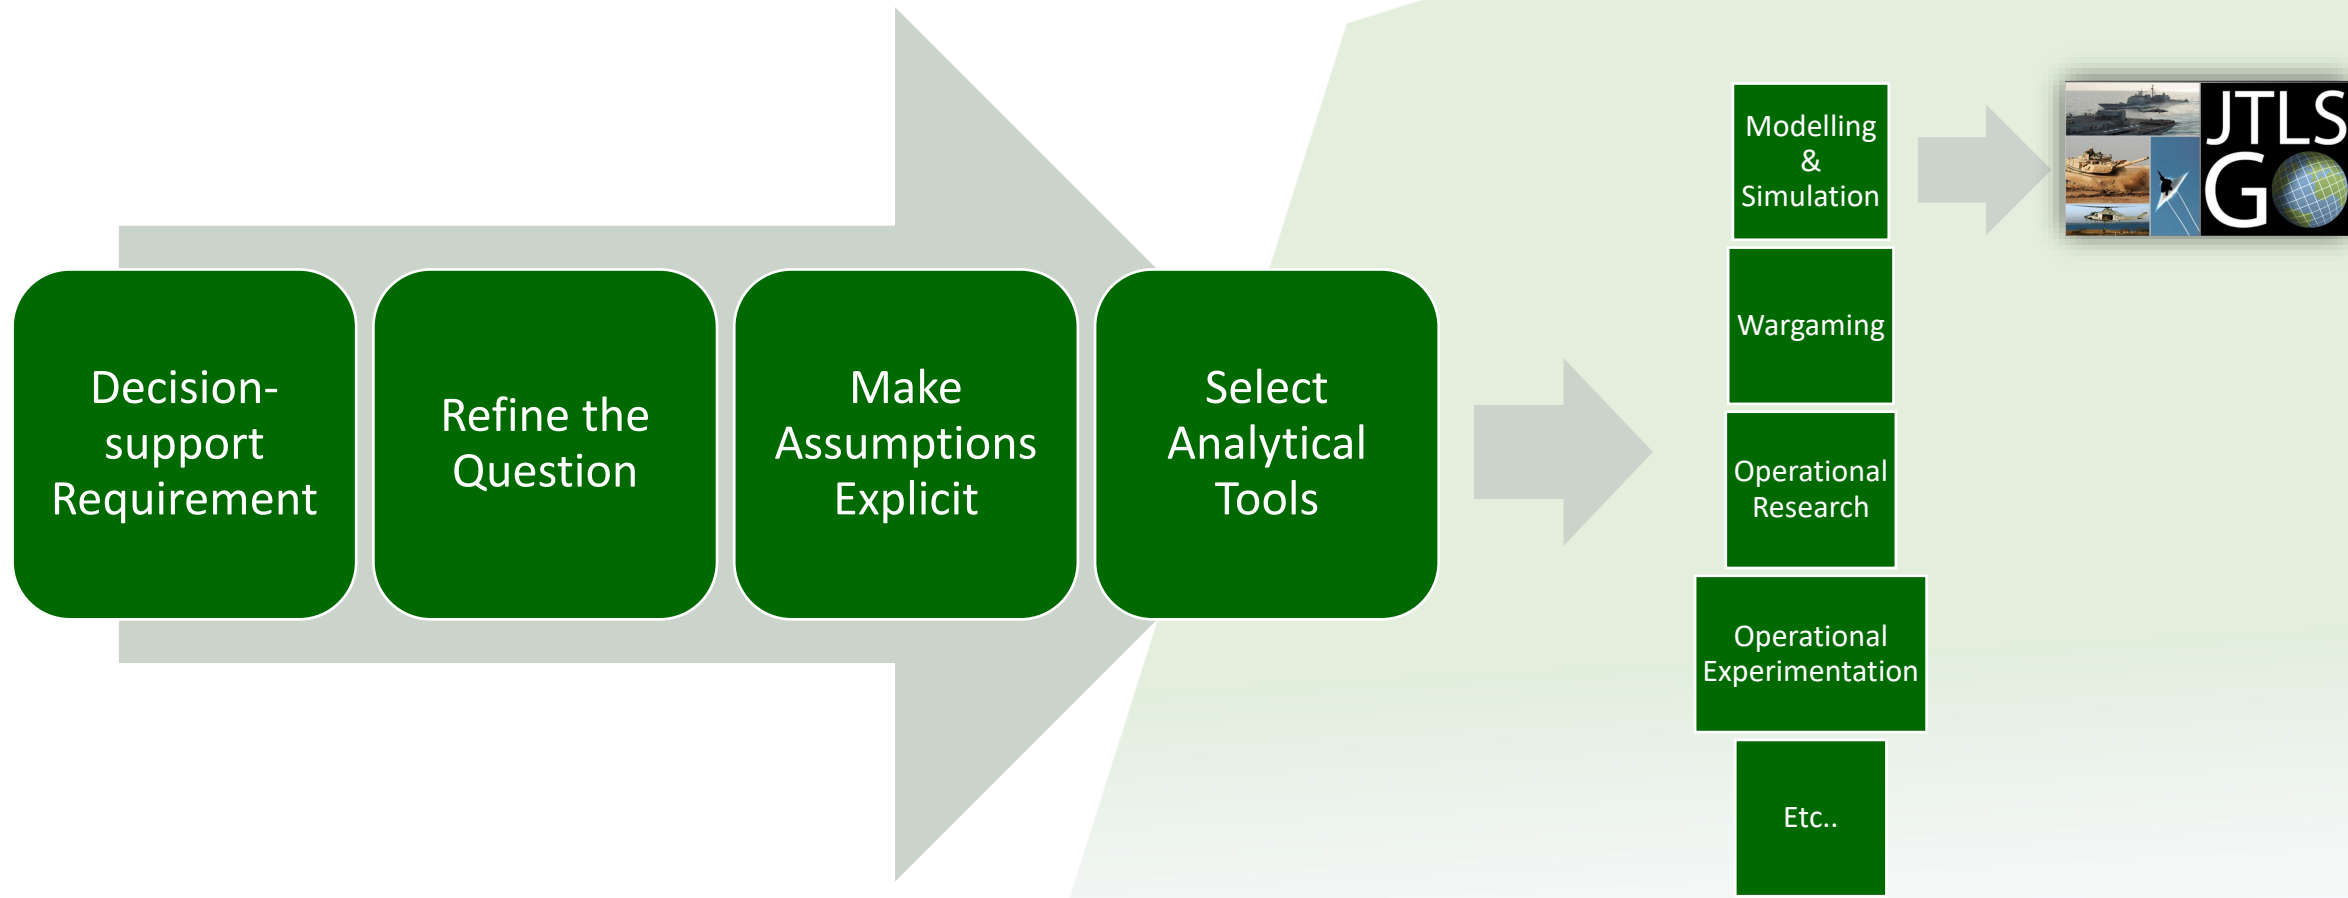 Decision-
support
Requirement
Refine the
Question
Make
Assumptions
Explicit
Select
Analytical
Tools
Modelling
&
Simulation
Wargaming
Operational
Research
Operational
Experimentation
Etc..
JTLS
GO